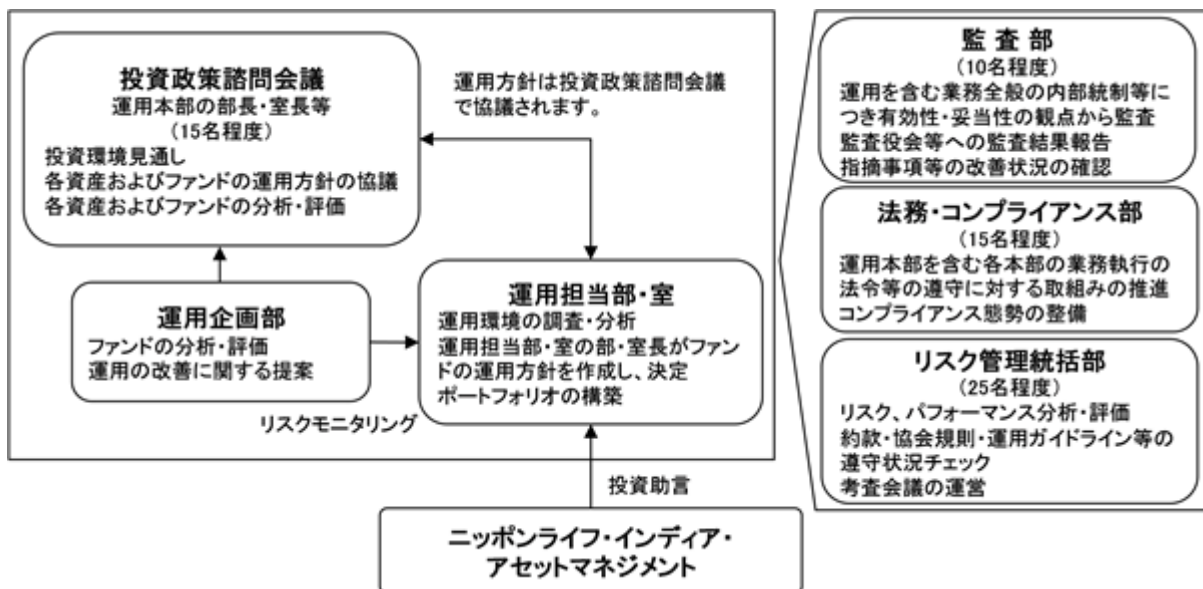 投資政策諮問会議
運用本部の部長・室長等
(15名程度)
投資環境見通し
各資産およびファンドの運用方針の協議
各資産およびファンドの分析・評価
運用方針は投資政策諮問会議
で協議されます。
運用企画部
ファンドの分析・評価
運用の改善に関する提案
リスクモニタリング
運用担当部・室
運用環境の調査・分析
運用担当部・室の部・室長がファン
ドの運用方針を作成し、決定
ポートフォリオの構築
投資助言
ニッポンライフ・インディア・
アセットマネジメント
監 査 部
(10名程度)
運用を含む業務全般の内部統制等に
つき有効性・妥当性の観点から監査
監査役会等への監査結果報告
指摘事項等の改善状況の確認
法務・コンプライアンス部
(15名程度)
運用本部を含む各本部の業務執行の
法令等の遵守に対する取組みの推進
コンプライアンス態勢の整備
リスク管理統括部
(25名程度)
リスク、パフォーマンス分析・評価
約款・協会規則・運用ガイドライン等の
遵守状況チェック
考査会議の運営